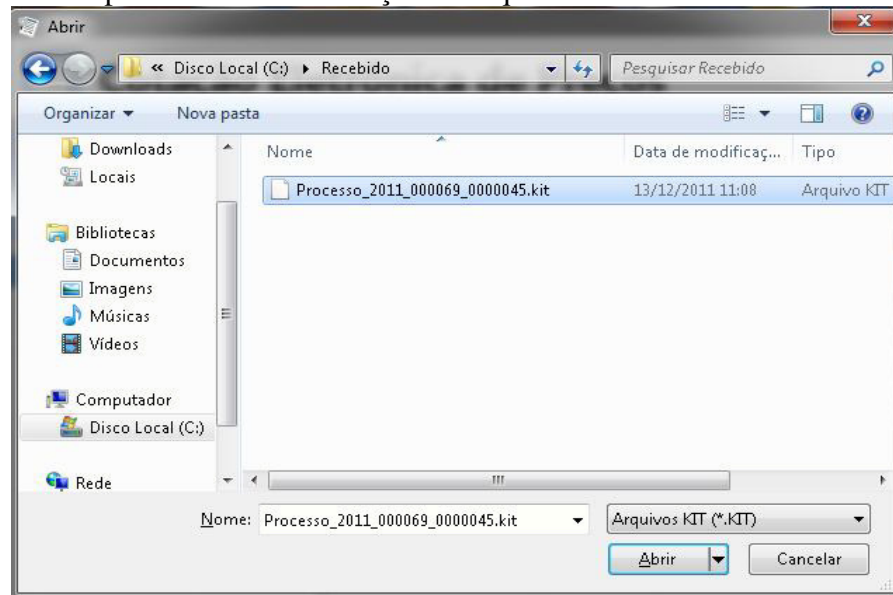 Abrir
« Disco Local (C:) ▸ Recebido
Pesquisar Recebido
Organizar Nova pasta
Downloads
Locais
Bibliotecas
Documentos
Imagens
Músicas
Vídeos
Computador
Disco Local (C:)
Rede
Nome Data de modificaç... Tipo
Processo_2011_000069_0000045.kit 13/12/2011 11:08 Arquivo KIT
Nome: Processo_2011_000069_0000045.kit Arquivos KIT (*.KIT)
Abrir Cancelar